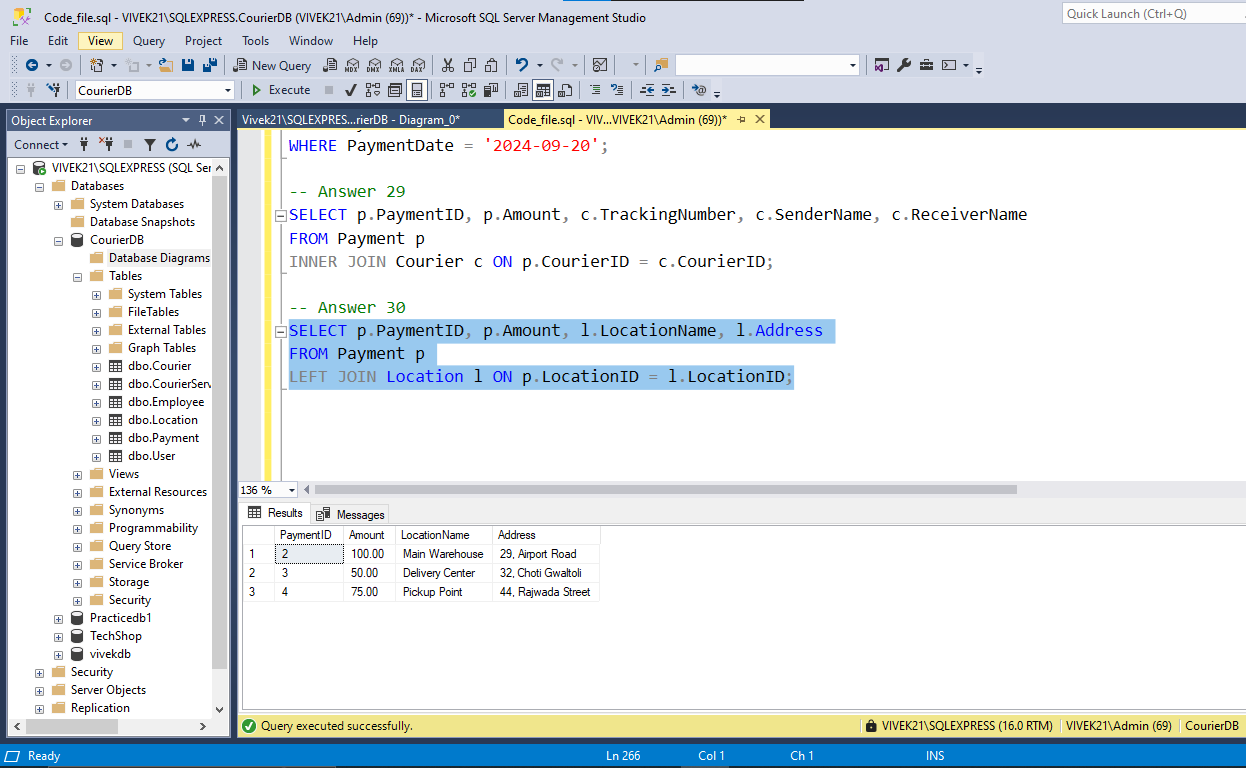 Code_file.sql - VIVEK21\SQLEXPRESS.CourierDB (VIVEK21\Admin (69))* - Microsoft SQL Server Management Studio
Quick Launch (Ctrl+Q)
File Edit View Query Project Tools Window Help
New Query MDX DMX XMLA DAX
CourierDB Execute
Object Explorer
Vivek21\SQLEXPRES...rierDB - Diagram_0* Code_file.sql - VIV...VIVEK21\Admin (69))*
Connect
VIVEK21\SQLEXPRESS (SQL Ser
Databases
System Databases
Database Snapshots
CourierDB
Database Diagrams
Tables
System Tables
FileTables
External Tables
Graph Tables
dbo.Courier
dbo.CourierServ
dbo.Employee
dbo.Location
dbo.Payment
dbo.User
Views
External Resources
Synonyms
Programmability
Query Store
Service Broker
Storage
Security
Practicedb1
TechShop
vivekdb
Security
Server Objects
Replication
WHERE PaymentDate = '2024-09-20';
-- Answer 29
SELECT p.PaymentID, p.Amount, c.TrackingNumber, c.SenderName, c.ReceiverName
FROM Payment p
INNER JOIN Courier c ON p.CourierID = c.CourierID;
-- Answer 30
SELECT p.PaymentID, p.Amount, l.LocationName, l.Address
FROM Payment p
LEFT JOIN Location l ON p.LocationID = l.LocationID;
136 %
Results Messages
PaymentID Amount LocationName Address
1 2 100.00 Main Warehouse 29, Airport Road
2 3 50.00 Delivery Center 32, Choti Gwaltoli
3 4 75.00 Pickup Point 44, Rajwada Street
Query executed successfully. VIVEK21\SQLEXPRESS (16.0 RTM) VIVEK21\Admin (69) CourierDB
Ready Ln 266 Col 1 Ch 1 INS